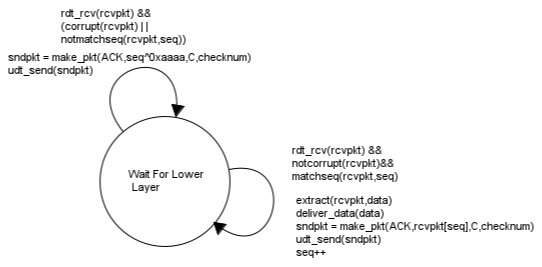 rdt_rcv(rcvpkt) &&
(corrupt(rcvpkt) ||
notmatchseq(rcvpkt,seq))
sndpkt = make_pkt(ACK,seq^0xaaaa,C,checknum)
udt_send(sndpkt)
Wait For Lower
Layer
rdt_rcv(rcvpkt) &&
notcorrupt(rcvpkt)&&
matchseq(rcvpkt,seq)
extract(rcvpkt,data)
deliver_data(data)
sndpkt = make_pkt(ACK,rcvpkt[seq],C,checknum)
udt_send(sndpkt)
seq++